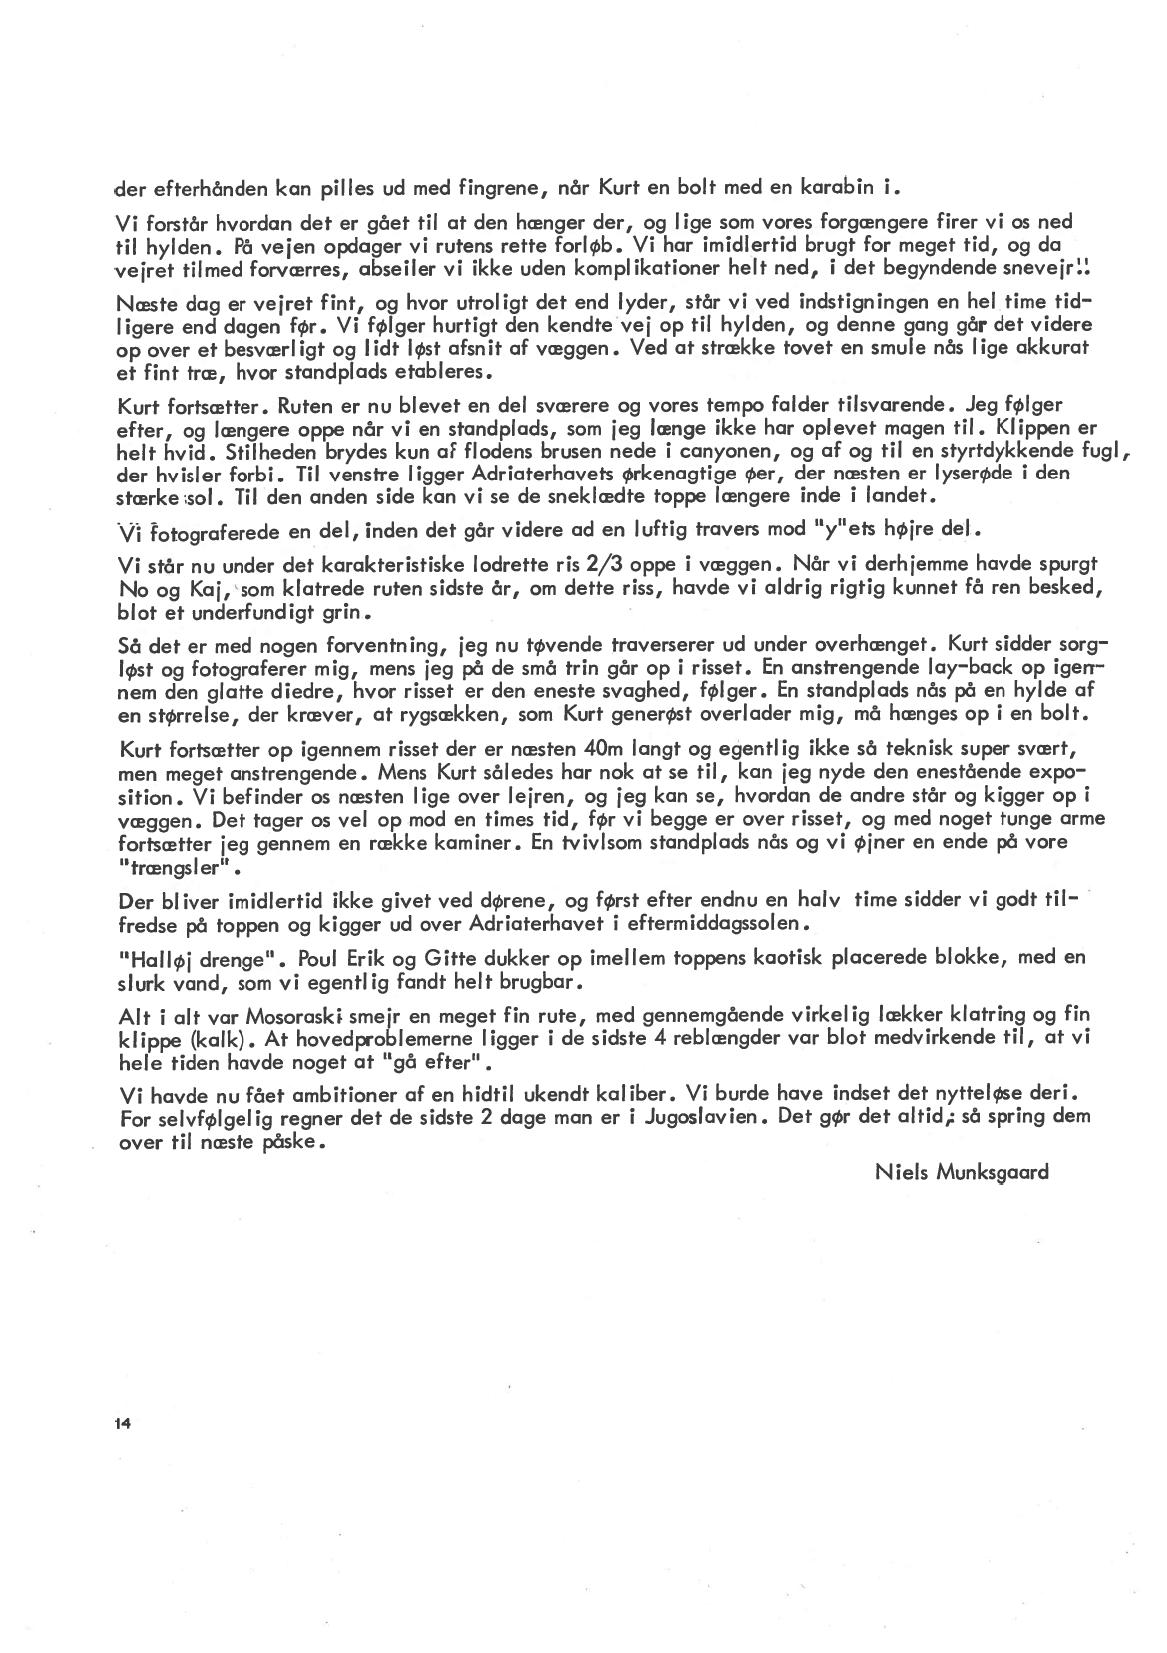 der efterhånden kan pilles ud med fingrene, når Kurt en bolt med en karabin i.
Vi forstår hvordan det er gået til at den hænger der, og lige som vores forgængere firer vi os ned
til hylden. På vejen opdager vi rutens rette forløb. Vi har imidlertid brugt for meget tid, og da
vejret tilmed forværres, abseiler vi ikke uden komplikationer helt ned, i det begyndende snevejr!!
Næste dag er vejret fint, og hvor utroligt det end lyder, står vi ved indstigningen en hel time tid-
ligere end dagen før. Vi følger hurtigt den kendte vej op til hylden, og denne gang går det videre
op over et besværligt og lidt løst afsnit af væggen. Ved at strække tovet en smule nås lige akkurat
et fint træ, hvor standplads etableres.
Kurt fortsætter. Ruten er nu blevet en del sværere og vores tempo falder tilsvarende. Jeg følger
efter, og længere oppe når vi en standplads, som jeg længe ikke har oplevet magen til. Klippen er
helt hvid. Stilheden brydes kun af flodens brusen nede i canyonen, og af og til en styrtdykkende fugl,
der hvisler forbi. Til venstre ligger Adriaterhavets ørkenagtige øer, der næsten er lyserøde i den
stærke sol. Til den anden side kan vi se de sneklædte toppe længere inde i landet.
Vi fotograferede en del, inden det går videre ad en luftig travers mod "y"ets højre del.
Vi står nu under det karakteristiske lodrette ris 2/3 oppe i væggen. Når vi derhjemme havde spurgt
No og Kaj, som klatrede ruten sidste år, om dette riss, havde vi aldrig rigtig kunnet få ren besked,
blot et underfundigt grin.
Så det er med nogen forventning, jeg nu tøvende traverserer ud under overhænget. Kurt sidder sorg-
løst og fotograferer mig, mens jeg på de små trin går op i risset. En anstrengende lay-back op igen-
nem den glatte diedre, hvor risset er den eneste svaghed, følger. En standplads nås på en hylde af
en størrelse, der kræver, at rygsækken, som Kurt generøst overlader mig, må hænges op i en bolt.
Kurt fortsætter op igennem risset der er næsten 40m langt og egentlig ikke så teknisk super svært,
men meget anstrengende. Mens Kurt således har nok at se til, kan jeg nyde den enestående expo-
sition. Vi befinder os næsten lige over lejren, og jeg kan se, hvordan de andre står og kigger op i
væggen. Det tager os vel op mod en times tid, før vi begge er over risset, og med noget tunge arme
fortsætter jeg gennem en række kaminer. En tvivlsom standplads nås og vi øjner en ende på vore
"trængsler".
Der bliver imidlertid ikke givet ved dørene, og først efter endnu en halv time sidder vi godt til-
fredse på toppen og kigger ud over Adriaterhavet i eftermiddagssolen.
"Halløj drenge". Poul Erik og Gitte dukker op imellem toppens kaotisk placerede blokke, med en
slurk vand, som vi egentlig fandt helt brugbar.
Alt i alt var Mosoraski smejr en meget fin rute, med gennemgående virkelig lækker klatring og fin
klippe (kalk). At hovedproblemerne ligger i de sidste 4 reblængder var blot medvirkende til, at vi
hele tiden havde noget at "gå efter".
Vi havde nu fået ambitioner af en hidtil ukendt kaliber. Vi burde have indset det nytteløse deri.
For selvfølgelig regner det de sidste 2 dage man er i Jugoslavien. Det gør det altid; så spring dem
over til næste påske.
Niels Munksgaard
14